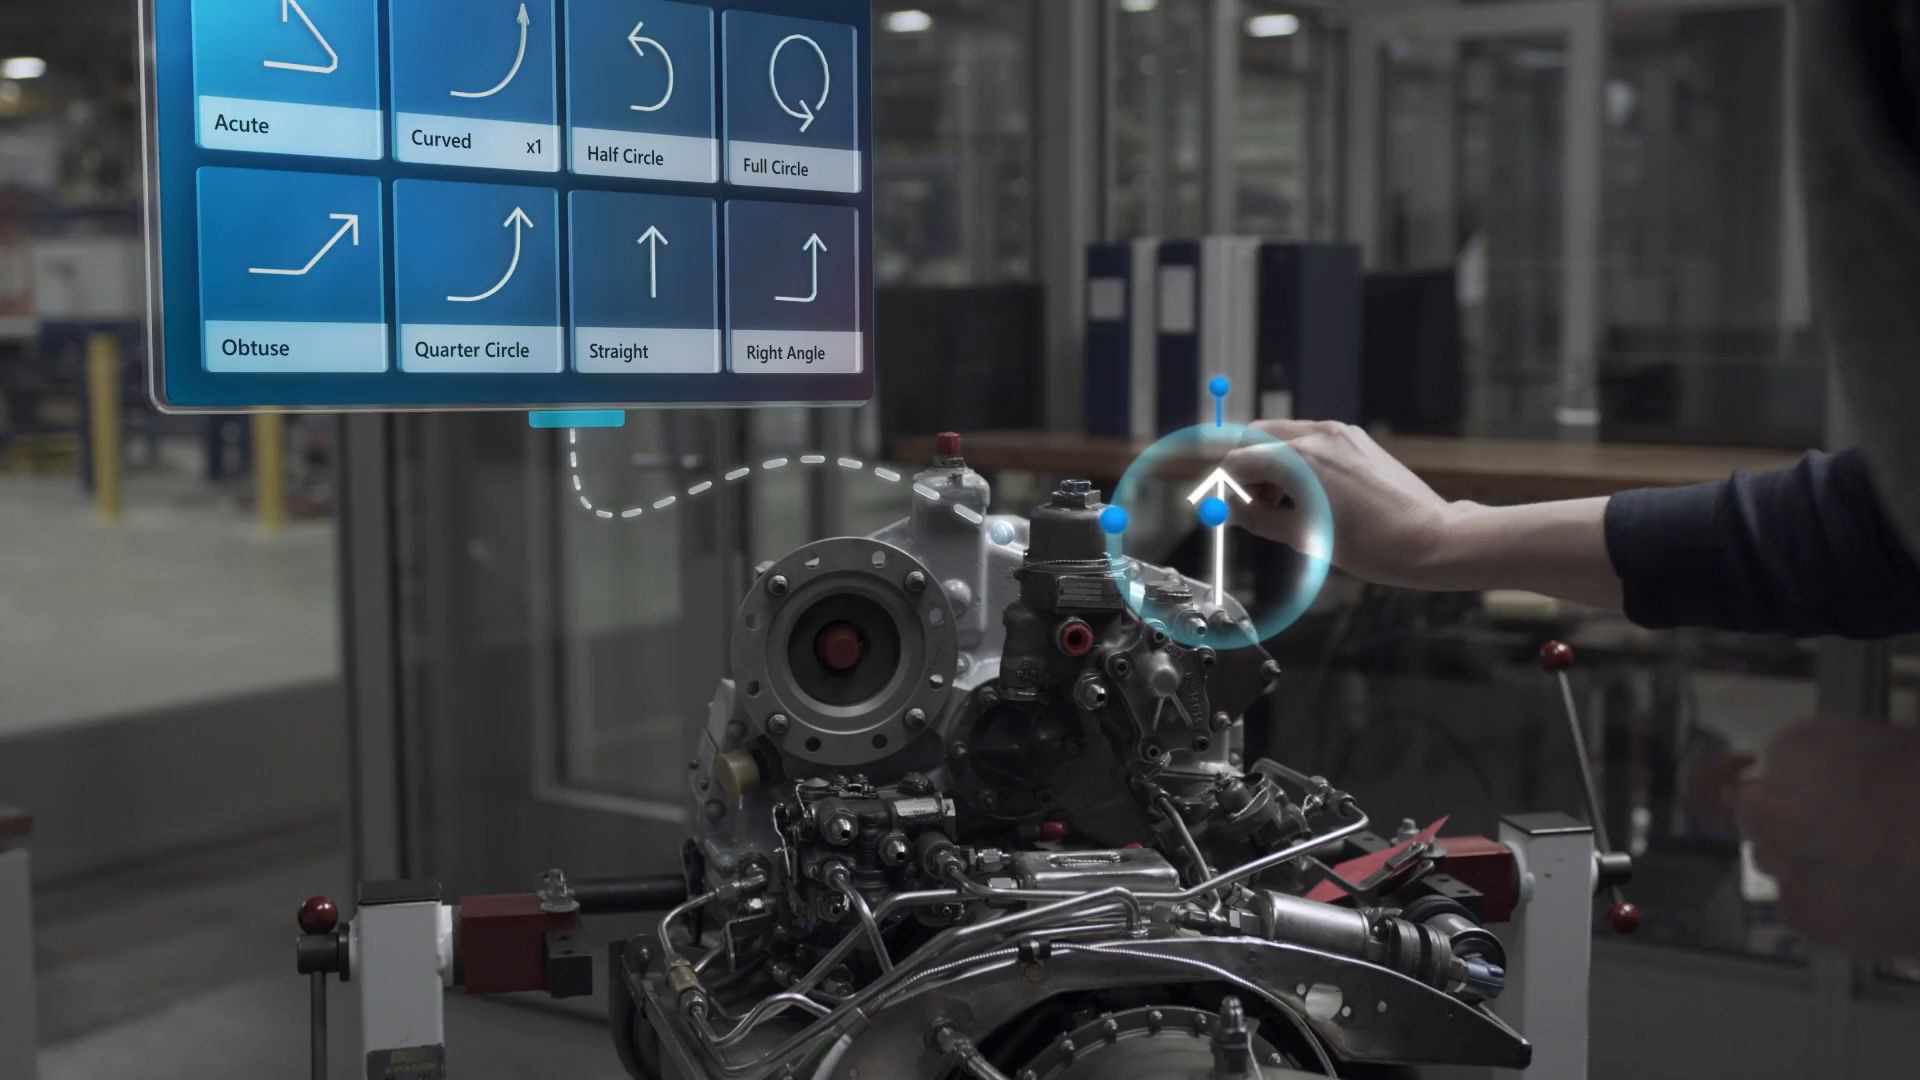 Acute
Curved x1
Half Circle
Full Circle
Obtuse
Quarter Circle
Straight
Right Angle